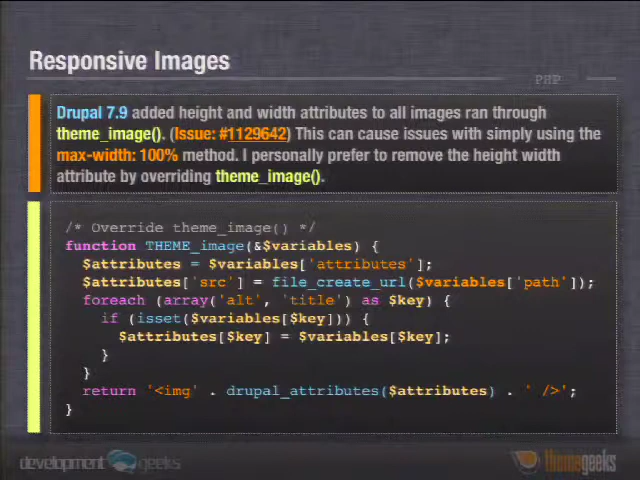 Responsive Images
PHP
Drupal 7.9 added height and width attributes to all images ran through
theme_image(). (Issue: #1129642) This can cause issues with simply using the
max-width: 100% method. I personally prefer to remove the height width
attribute by overriding theme_image().
/* Override theme_image() */
function THEME_image(&$variables) {
  $attributes = $variables['attributes'];
  $attributes['src'] = file_create_url($variables['path']);
  foreach (array('alt', 'title') as $key) {
    if (isset($variables[$key])) {
      $attributes[$key] = $variables[$key];
    }
  }
  return '<img' . drupal_attributes($attributes) . ' />';
}
development geeks
themegeeks